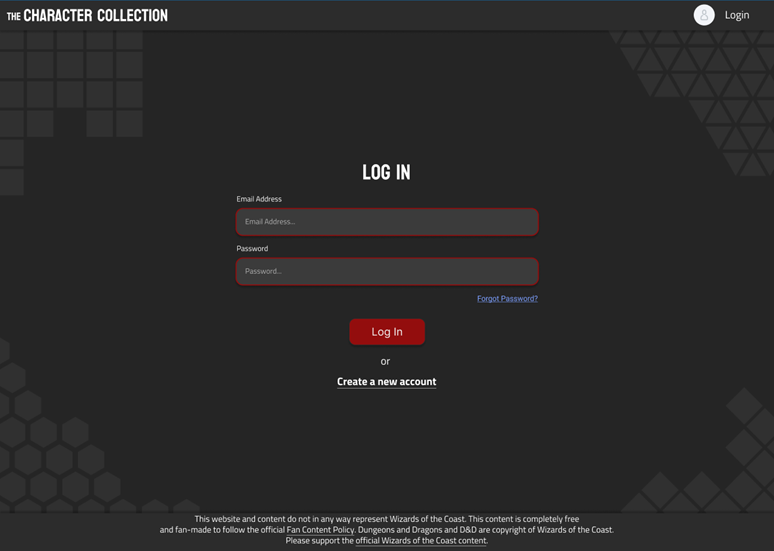 THE CHARACTER COLLECTION
Login
LOG IN
Email Address
Email Address...
Password
Password...
Forgot Password?
Log In
or
Create a new account
This website and content do not in any way represent Wizards of the Coast. This content is completely free
and fan-made to follow the official Fan Content Policy. Dungeons and Dragons and D&D are copyright of Wizards of the Coast.
Please support the official Wizards of the Coast content.